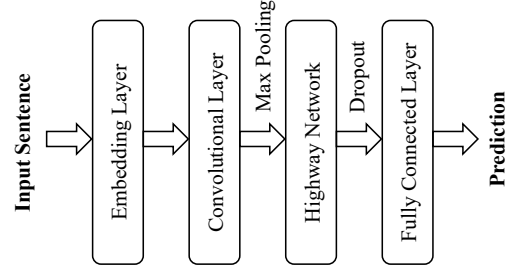 Input Sentence
Embedding Layer
Convolutional Layer
Max Pooling
Highway Network
Dropout
Fully Connected Layer
Prediction